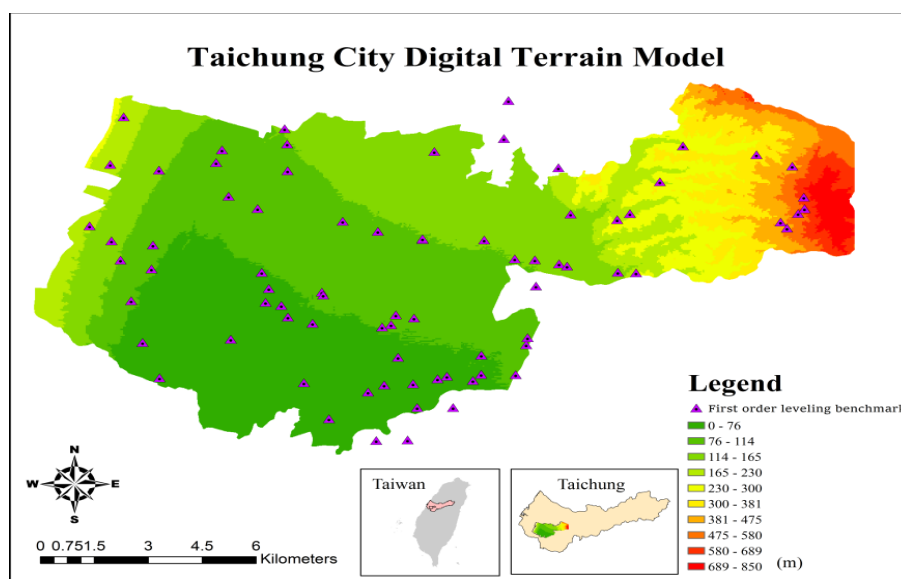 Taichung City Digital Terrain Model
N
W E
S
0 0.751.5 3 4.5 6
Kilometers
Taiwan
Taichung
Legend
First order leveling benchmark
0 - 76
76 - 114
114 - 165
165 - 230
230 - 300
300 - 381
381 - 475
475 - 580
580 - 689
689 - 850 (m)